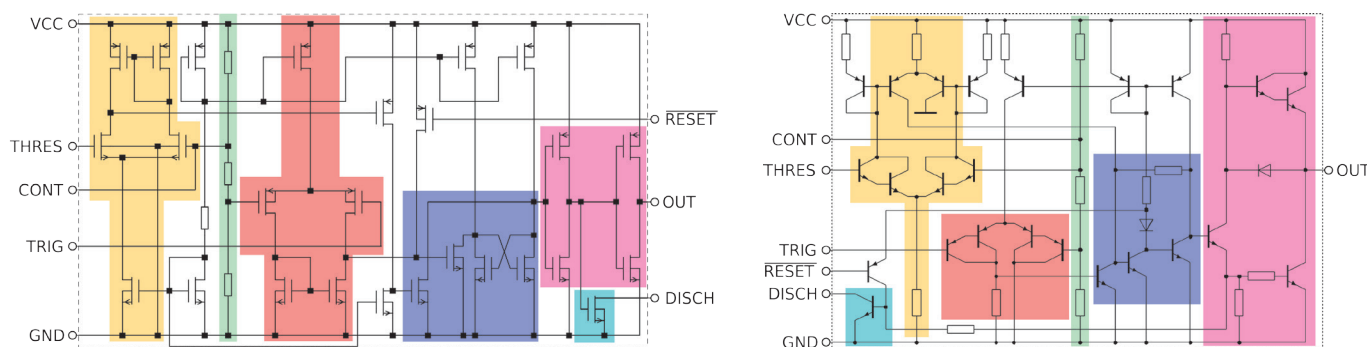 VCC
THRES
CONT
TRIG
GND
RESET
OUT
DISCH
VCC
CONT
THRES
TRIG
RESET
DISCH
GND
OUT